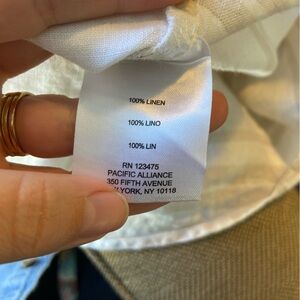 100% LINEN
100% LINO
100% LIN
RN 123475
PACIFIC ALLIANCE
350 FIFTH AVENUE
YORK, NY 10118